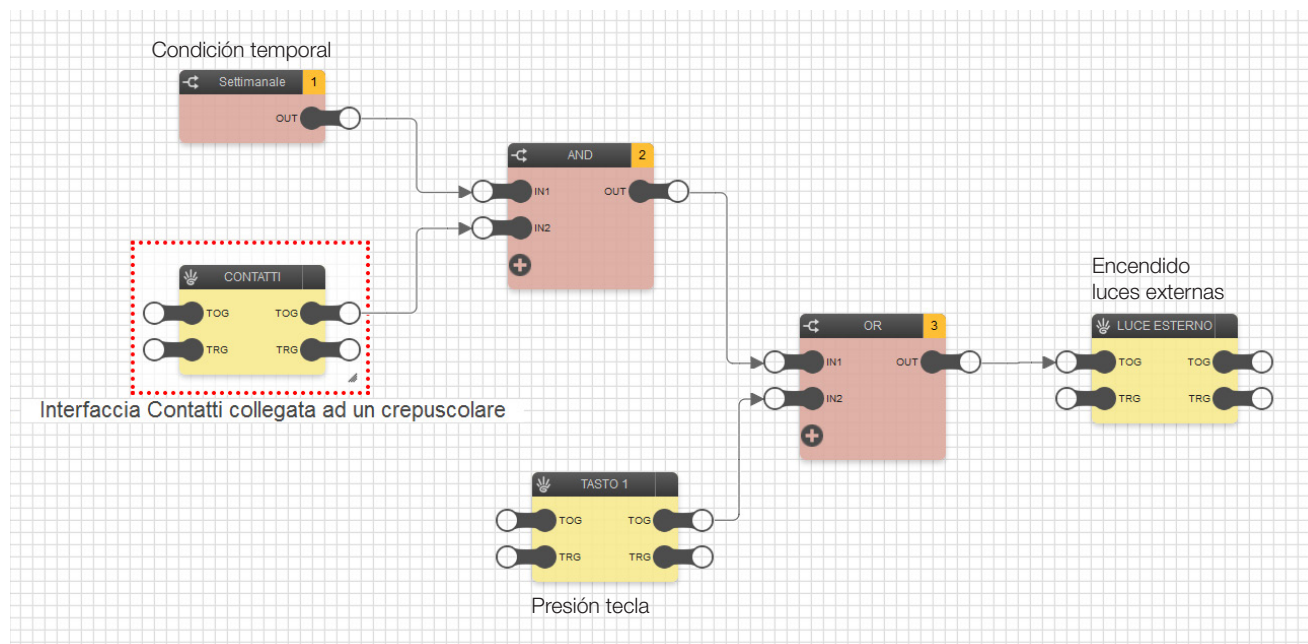 Condición temporal
Settimanale 1
OUT
AND 2
IN1 OUT
IN2
CONTATTI
TOG TOG
TRG TRG
Interfaccia Contatti collegata ad un crepuscolare
Encendido
luces externas
OR 3
IN1 OUT
IN2
LUCE ESTERNO
TOG TOG
TRG TRG
TASTO 1
TOG TOG
TRG TRG
Presión tecla